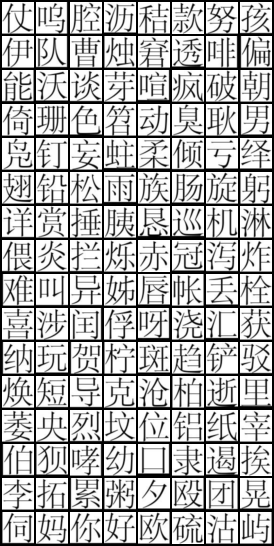 仗呜腔沥秸款努孩
伊队曹烛窘透啡偏
能沃谈芽喧疯破朝
倚珊色笤动臭耿男
凫钉妄蛀柔倾亏绎
翅铅松雨族肠旋躬
详赏捶胰恳巡机淋
偎炎拦烁赤冠泻炸
难叫异姊唇帐丢栓
喜涉闰俘呀浇汇获
纳玩贺柠斑趋铲驳
焕短导克沧柏逝里
萎央烈坟位铝纸宰
伯狈哮幼口隶遏挨
李拓累粥夕殴团晃
伺妈你好欧硫沽屿